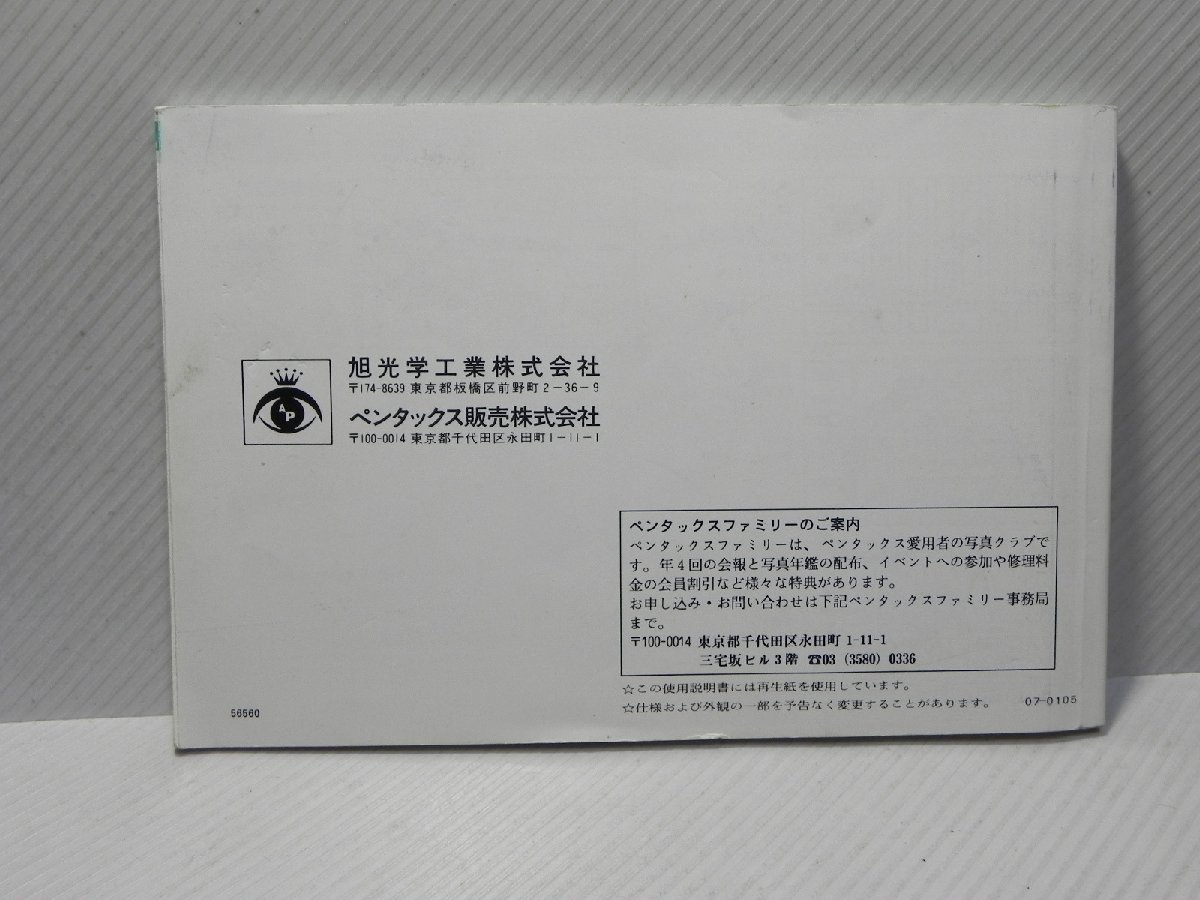 AP
旭光学工業株式会社
〒174-8639 東京都板橋区前野町2-36-9
ペンタックス販売株式会社
〒100-0014 東京都千代田区永田町1-11-1
ペンタックスファミリーのご案内
ペンタックスファミリーは、ペンタックス愛用者の写真クラブで
す。年4回の会報と写真年鑑の配布、イベントへの参加や修理料
金の会員割引など様々な特典があります。
お申し込み・お問い合わせは下記ペンタックスファミリー事務局
まで。
〒100-0014 東京都千代田区永田町 1-11-1
三宅坂ビル3階 ☎03 (3580) 0336
☆この使用説明書には再生紙を使用しています。
☆仕様および外観の一部を予告なく変更することがあります。
07-0105
56560